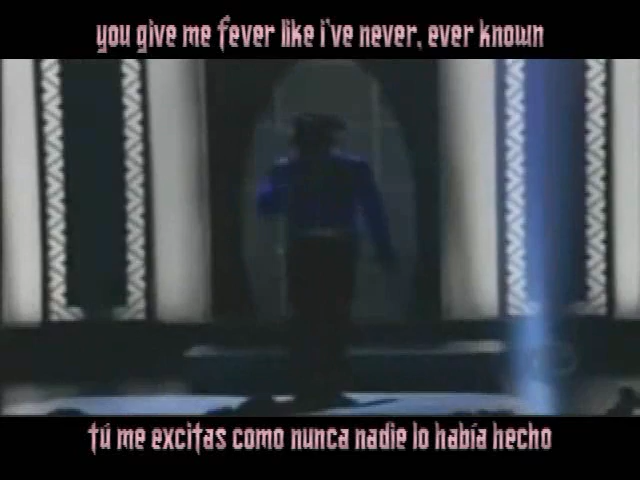 you give me fever like i've never, ever known
tú me excitas como nunca nadie lo había hecho